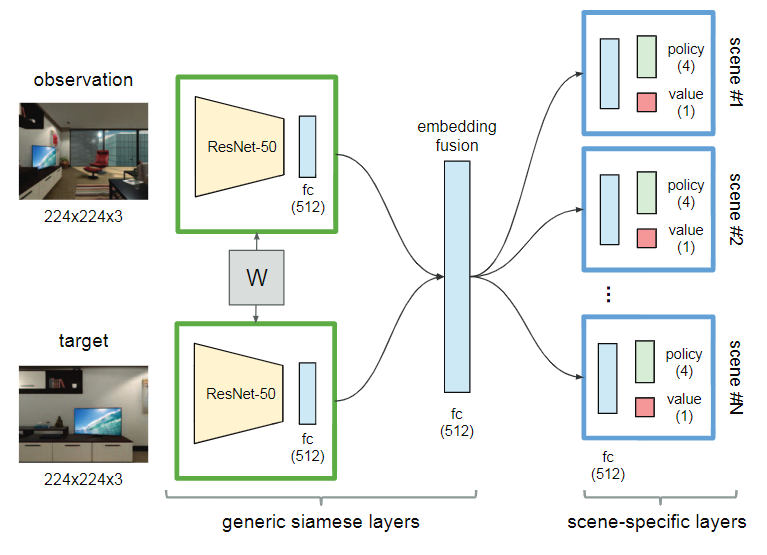 observation
224x224x3
ResNet-50
fc
(512)
W
target
224x224x3
ResNet-50
fc
(512)
generic siamese layers
embedding
fusion
fc
(512)
policy
(4)
value
(1)
scene #1
policy
(4)
value
(1)
scene #2
...
policy
(4)
value
(1)
scene #N
fc
(512)
scene-specific layers